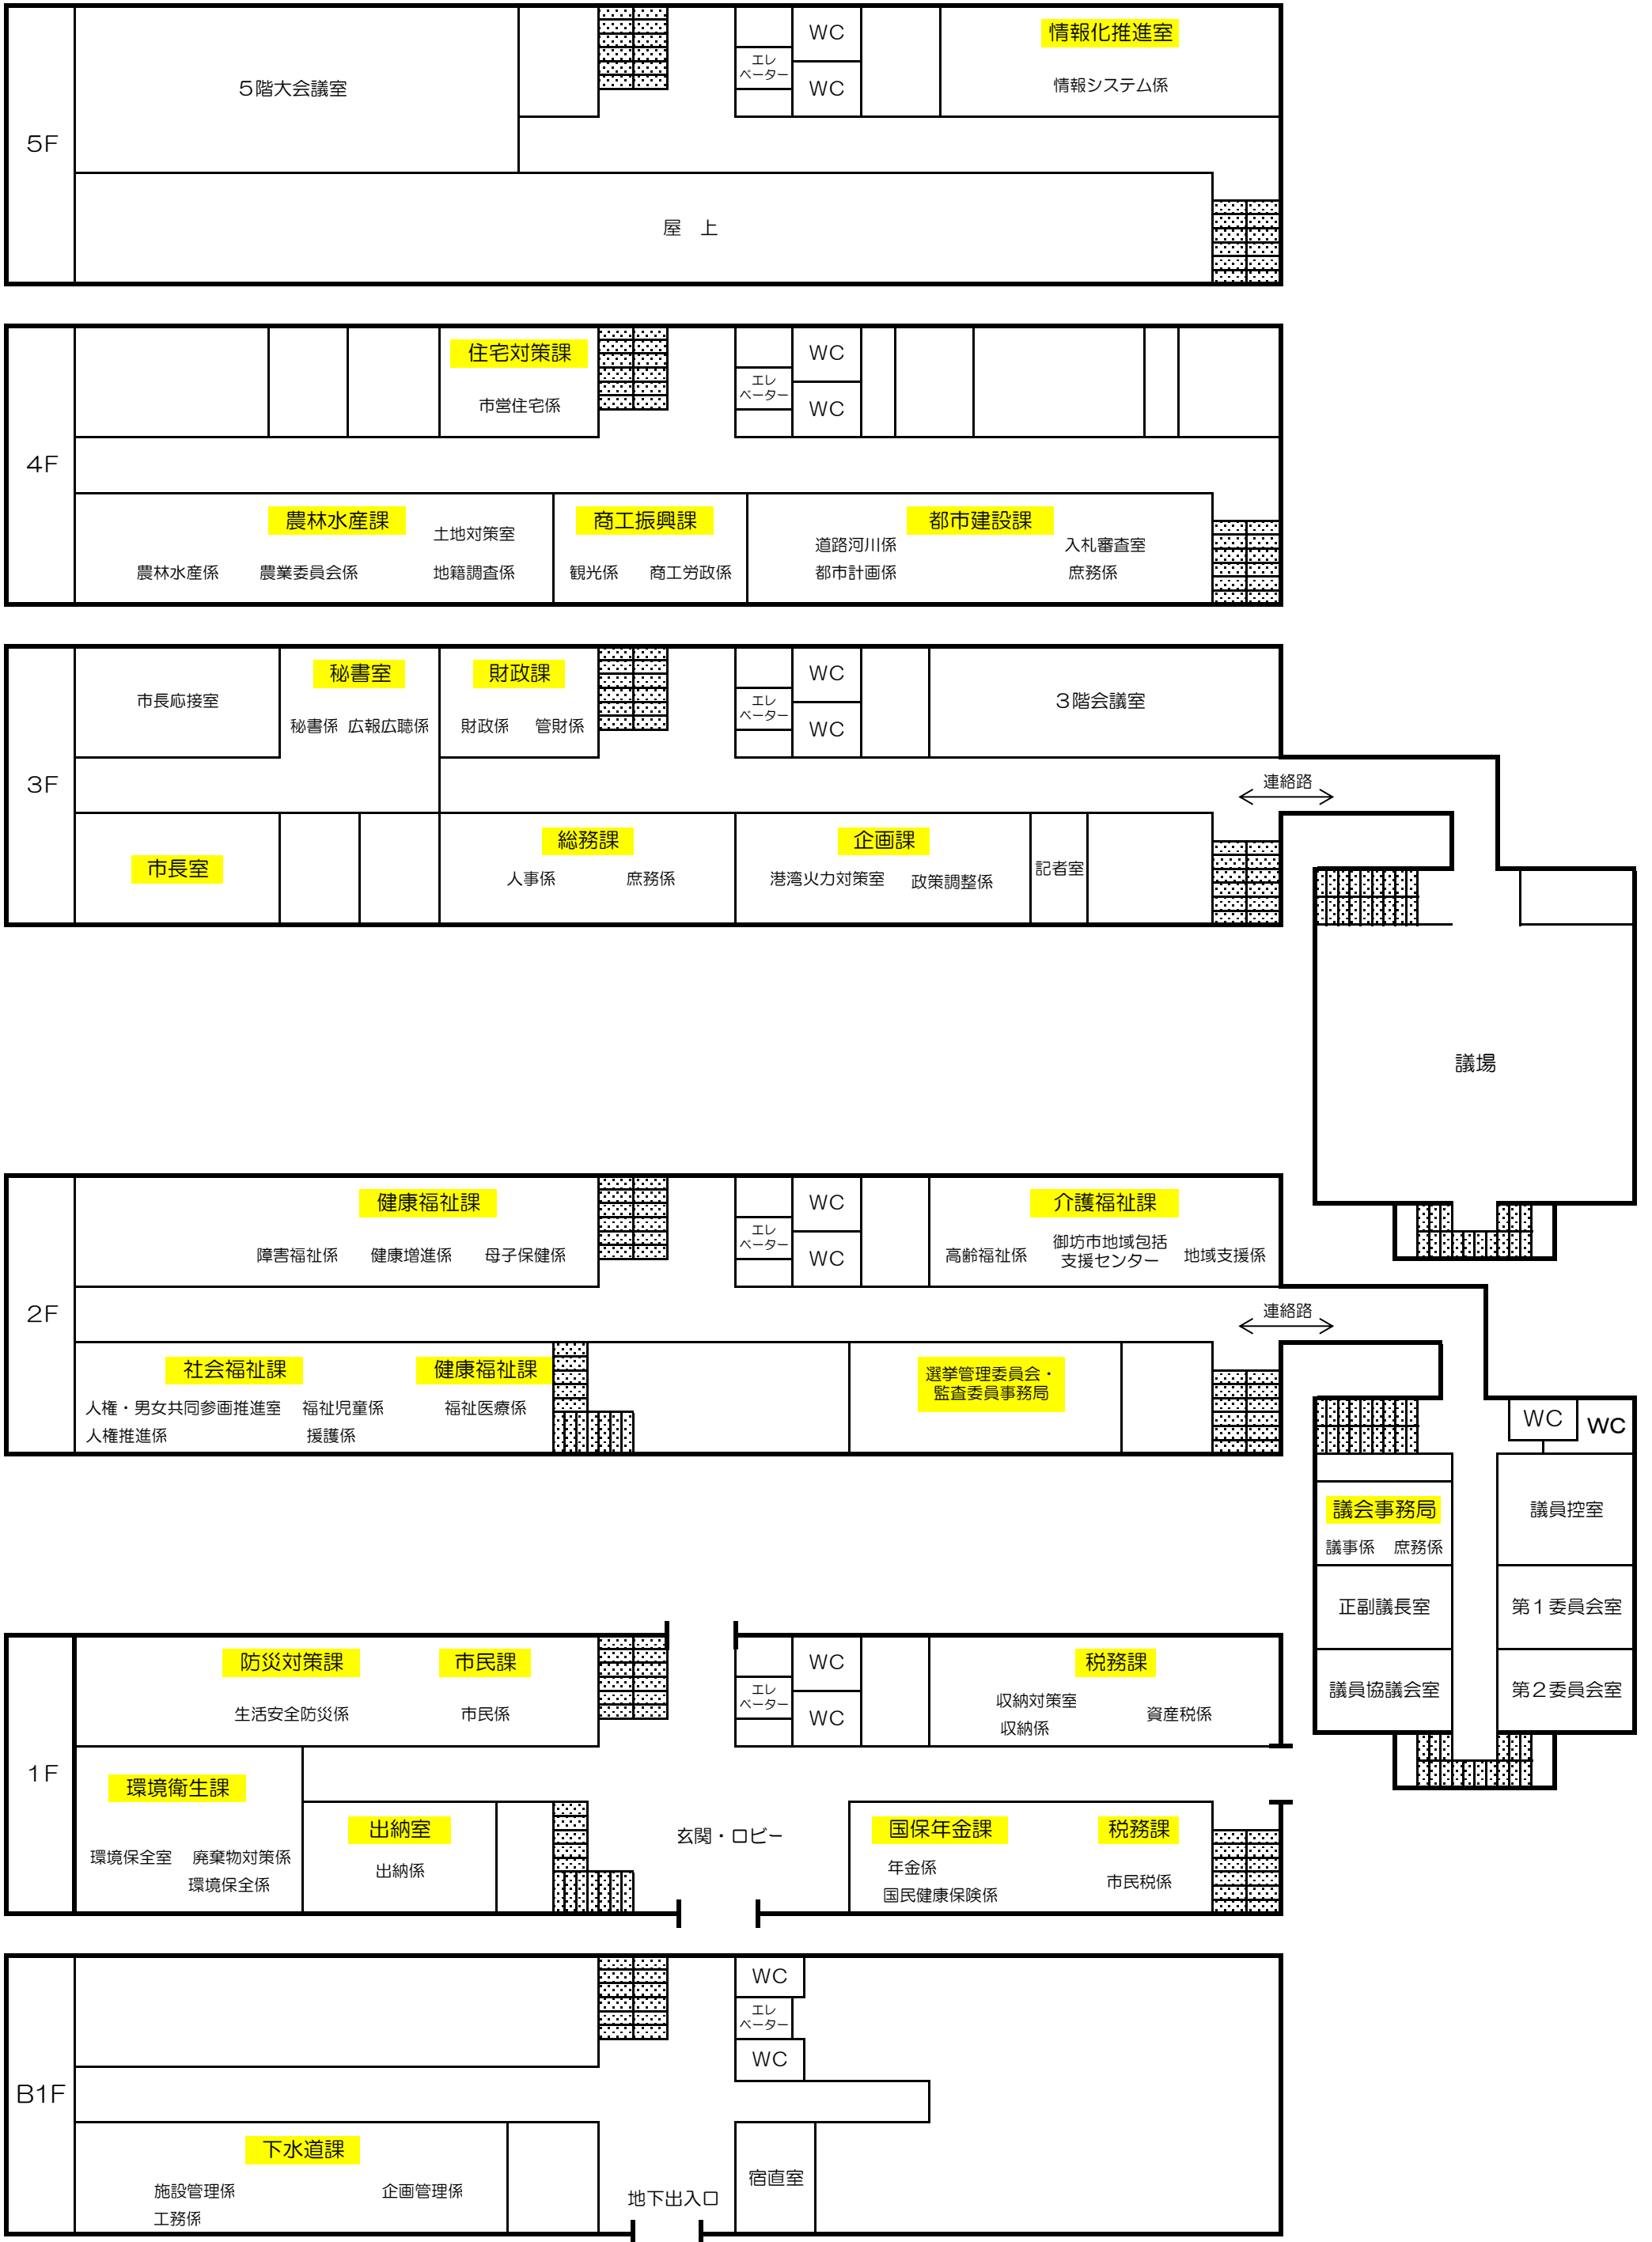 5F
５階大会議室
エレ
ベーター
WC
WC
情報化推進室
情報システム係
屋　上
4F
住宅対策課
市営住宅係
エレ
ベーター
WC
WC
農林水産課
土地対策室
農林水産係　農業委員会係　地籍調査係
商工振興課
観光係　商工労政係
都市建設課
道路河川係　入札審査室
都市計画係　庶務係
3F
市長応接室
秘書室
秘書係 広報広聴係
財政課
財政係　管財係
エレ
ベーター
WC
WC
３階会議室
連絡路
市長室
総務課
人事係　庶務係
企画課
港湾火力対策室　政策調整係
記者室
議場
2F
健康福祉課
障害福祉係　健康増進係　母子保健係
エレ
ベーター
WC
WC
介護福祉課
高齢福祉係
御坊市地域包括
支援センター
地域支援係
連絡路
社会福祉課
人権・男女共同参画推進室　福祉児童係
人権推進係　援護係
健康福祉課
福祉医療係
選挙管理委員会・
監査委員事務局
WC
WC
議会事務局
議事係　庶務係
議員控室
正副議長室
第１委員会室
議員協議会室
第２委員会室
1F
防災対策課
生活安全防災係
市民課
市民係
エレ
ベーター
WC
WC
税務課
収納対策室
収納係
資産税係
環境衛生課
環境保全室　廃棄物対策係
環境保全係
出納室
出納係
玄関・ロビー
国保年金課
年金係
国民健康保険係
税務課
市民税係
B1F
WC
エレ
ベーター
WC
下水道課
施設管理係　企画管理係
工務係
地下出入口
宿直室